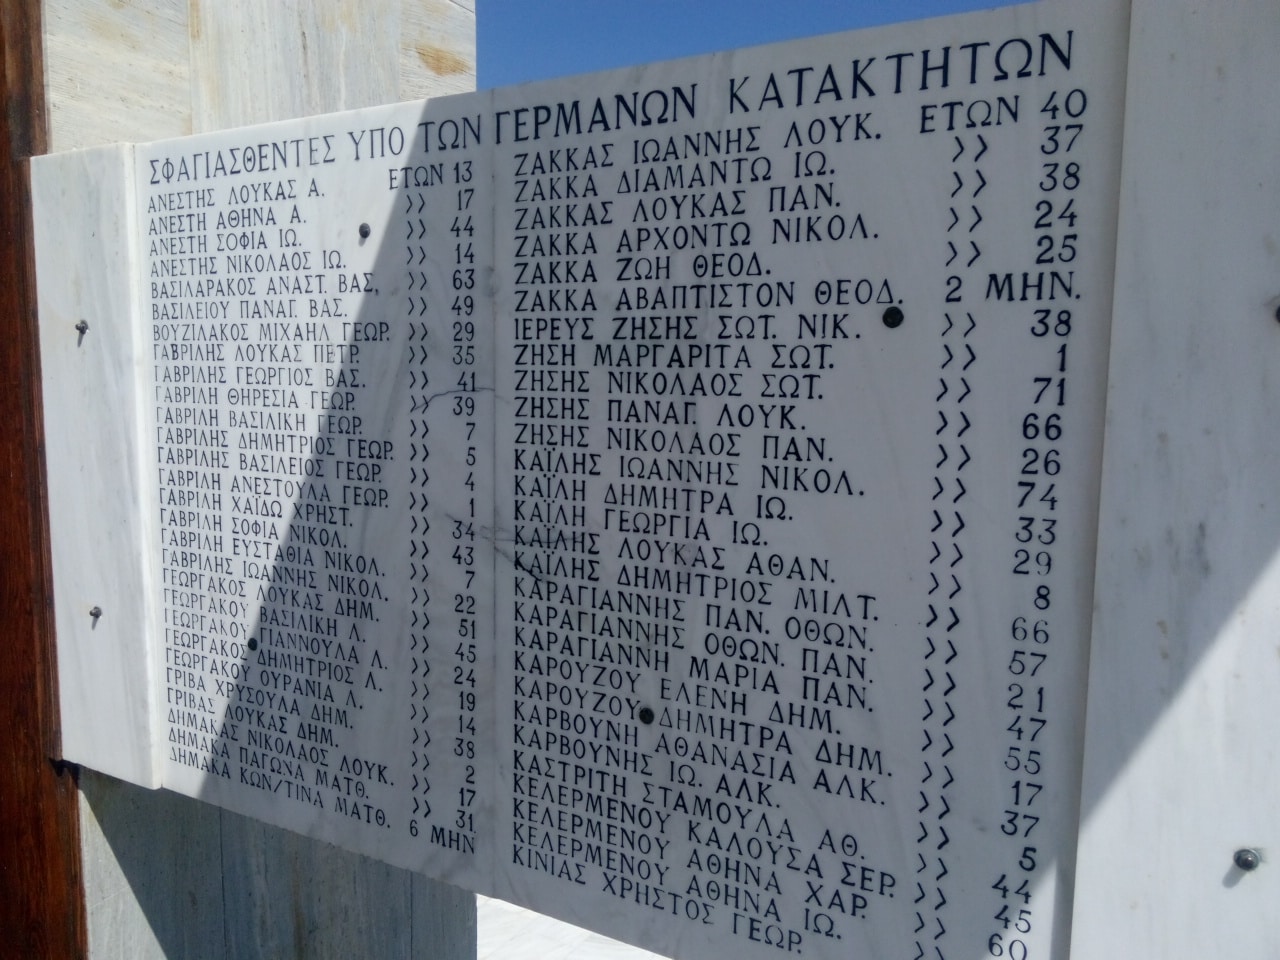 ΣΦΑΓΙΑΣΘΕΝΤΕΣ ΥΠΟ ΤΩΝ ΓΕΡΜΑΝΩΝ ΚΑΤΑΚΤΗΤΩΝ
ΑΝΕΣΤΗΣ ΛΟΥΚΑΣ Α. ΕΤΩΝ 13
ΑΝΕΣΤΗ ΑΘΗΝΑ Α. >> 17
ΑΝΕΣΤΗ ΣΟΦΙΑ ΙΩ. >> 44
ΑΝΕΣΤΗΣ ΝΙΚΟΛΑΟΣ ΙΩ. >> 14
ΒΑΣΙΛΑΡΑΚΟΣ ΑΝΑΣΤ. ΒΑΣ. >> 63
ΒΑΣΙΛΕΙΟΥ ΠΑΝΑΓ. ΒΑΣ. >> 49
ΒΟΥΖΙΛΑΚΟΣ ΜΙΧΑΗΛ ΓΕΩΡ. >> 29
ΓΑΒΡΙΛΗΣ ΛΟΥΚΑΣ ΠΕΤΡ. >> 35
ΓΑΒΡΙΛΗΣ ΓΕΩΡΓΙΟΣ ΒΑΣ. >> 41
ΓΑΒΡΙΛΗ ΘΗΡΕΣΙΑ ΓΕΩΡ. >> 39
ΓΑΒΡΙΛΗ ΒΑΣΙΛΙΚΗ ΓΕΩΡ. >> 7
ΓΑΒΡΙΛΗΣ ΔΗΜΗΤΡΙΟΣ ΓΕΩΡ. >> 5
ΓΑΒΡΙΛΗΣ ΒΑΣΙΛΕΙΟΣ ΓΕΩΡ. >> 4
ΓΑΒΡΙΛΗ ΑΝΕΣΤΟΥΛΑ ΓΕΩΡ. >> 1
ΓΑΒΡΙΛΗ ΧΑΪΔΩ ΧΡΗΣΤ. >> 34
ΓΑΒΡΙΛΗ ΣΟΦΙΑ ΝΙΚΟΛ. >> 43
ΓΑΒΡΙΛΗ ΕΥΣΤΑΘΙΑ ΝΙΚΟΛ. >> 7
ΓΑΒΡΙΛΗΣ ΙΩΑΝΝΗΣ ΝΙΚΟΛ. >> 22
ΓΕΩΡΓΑΚΟΣ ΛΟΥΚΑΣ ΔΗΜ. >> 51
ΓΕΩΡΓΑΚΟΥ ΒΑΣΙΛΙΚΗ Λ. >> 45
ΓΕΩΡΓΑΚΟΥ ΓΙΑΝΝΟΥΛΑ Λ. >> 24
ΓΕΩΡΓΑΚΟΣ ΔΗΜΗΤΡΙΟΣ Λ. >> 19
ΓΕΩΡΓΑΚΟΥ ΟΥΡΑΝΙΑ Λ. >> 14
ΓΡΙΒΑ ΧΡΥΣΟΥΛΑ ΔΗΜ. >> 38
ΓΡΙΒΑΣ ΛΟΥΚΑΣ ΔΗΜ. >> 2
ΔΗΜΑΚΑΣ ΝΙΚΟΛΑΟΣ ΛΟΥΚ. >> 17
ΔΗΜΑΚΑ ΠΑΓΩΝΑ ΜΑΤΘ. >> 31
ΔΗΜΑΚΑ ΚΩΝ/ΤΙΝΑ ΜΑΤΘ. 6 ΜΗΝ
ΖΑΚΚΑΣ ΙΩΑΝΝΗΣ ΛΟΥΚ. ΕΤΩΝ 40
ΖΑΚΚΑ ΔΙΑΜΑΝΤΩ ΙΩ. >> 37
ΖΑΚΚΑΣ ΛΟΥΚΑΣ ΠΑΝ. >> 38
ΖΑΚΚΑ ΑΡΧΟΝΤΩ ΝΙΚΟΛ. >> 24
ΖΑΚΚΑ ΖΩΗ ΘΕΟΔ. >> 25
ΖΑΚΚΑ ΑΒΑΠΤΙΣΤΟΝ ΘΕΟΔ. 2 ΜΗΝ.
ΙΕΡΕΥΣ ΖΗΣΗΣ ΣΩΤ. ΝΙΚ. >> 38
ΖΗΣΗ ΜΑΡΓΑΡΙΤΑ ΣΩΤ. >> 1
ΖΗΣΗΣ ΝΙΚΟΛΑΟΣ ΣΩΤ. >> 71
ΖΗΣΗΣ ΠΑΝΑΓ. ΛΟΥΚ. >> 66
ΖΗΣΗΣ ΝΙΚΟΛΑΟΣ ΠΑΝ. >> 26
ΚΑΪΛΗΣ ΙΩΑΝΝΗΣ ΝΙΚΟΛ. >> 74
ΚΑΪΛΗ ΔΗΜΗΤΡΑ ΙΩ. >> 33
ΚΑΪΛΗ ΓΕΩΡΓΙΑ ΙΩ. >> 29
ΚΑΪΛΗΣ ΛΟΥΚΑΣ ΑΘΑΝ. >> 8
ΚΑΪΛΗΣ ΔΗΜΗΤΡΙΟΣ ΜΙΛΤ. >> 66
ΚΑΡΑΓΙΑΝΝΗΣ ΠΑΝ. ΟΘΩΝ. >> 57
ΚΑΡΑΓΙΑΝΝΗΣ ΟΘΩΝ. ΠΑΝ. >> 21
ΚΑΡΑΓΙΑΝΝΗ ΜΑΡΙΑ ΠΑΝ. >> 47
ΚΑΡΟΥΖΟΥ ΕΛΕΝΗ ΔΗΜ. >> 55
ΚΑΡΟΥΖΟΥ ΔΗΜΗΤΡΑ ΔΗΜ. >> 17
ΚΑΡΒΟΥΝΗ ΑΘΑΝΑΣΙΑ ΑΛΚ. >> 37
ΚΑΡΒΟΥΝΗΣ ΙΩ. ΑΛΚ. >> 5
ΚΑΣΤΡΙΤΗ ΣΤΑΜΟΥΛΑ ΑΘ. >> 44
ΚΕΛΕΡΜΕΝΟΥ ΚΑΛΟΥΣΑ ΣΕΡ. >> 45
ΚΕΛΕΡΜΕΝΟΥ ΑΘΗΝΑ ΧΑΡ. >> 60
ΚΕΛΕΡΜΕΝΟΥ ΑΘΗΝΑ ΙΩ.
ΚΙΝΙΑΣ ΧΡΗΣΤΟΣ ΓΕΩΡ.